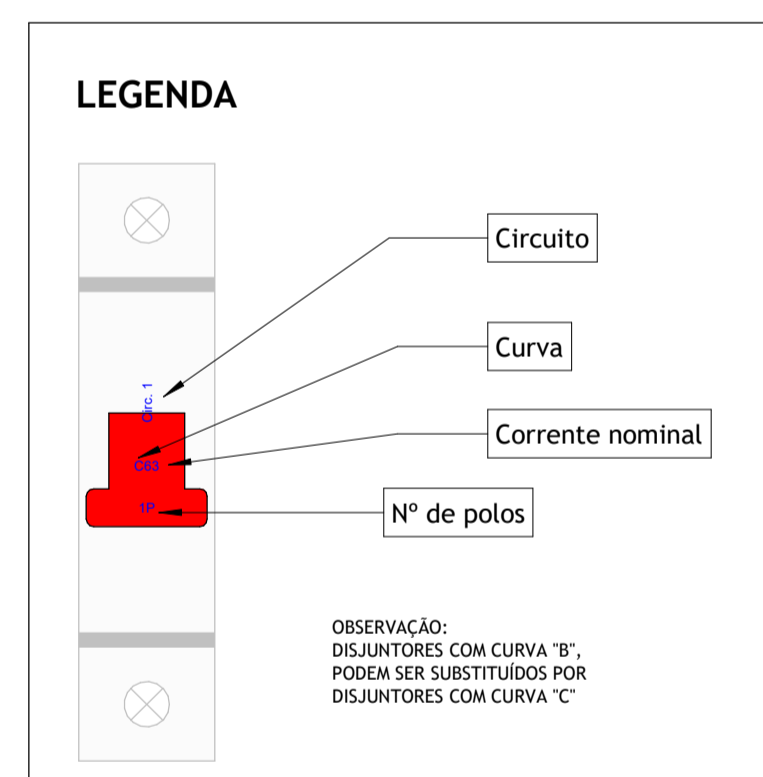 LEGENDA
Circuito
Curva
Circ. 1
Corrente nominal
C63
1P
Nº de polos
OBSERVAÇÃO:
DISJUNTORES COM CURVA "B",
PODEM SER SUBSTITUÍDOS POR
DISJUNTORES COM CURVA "C"